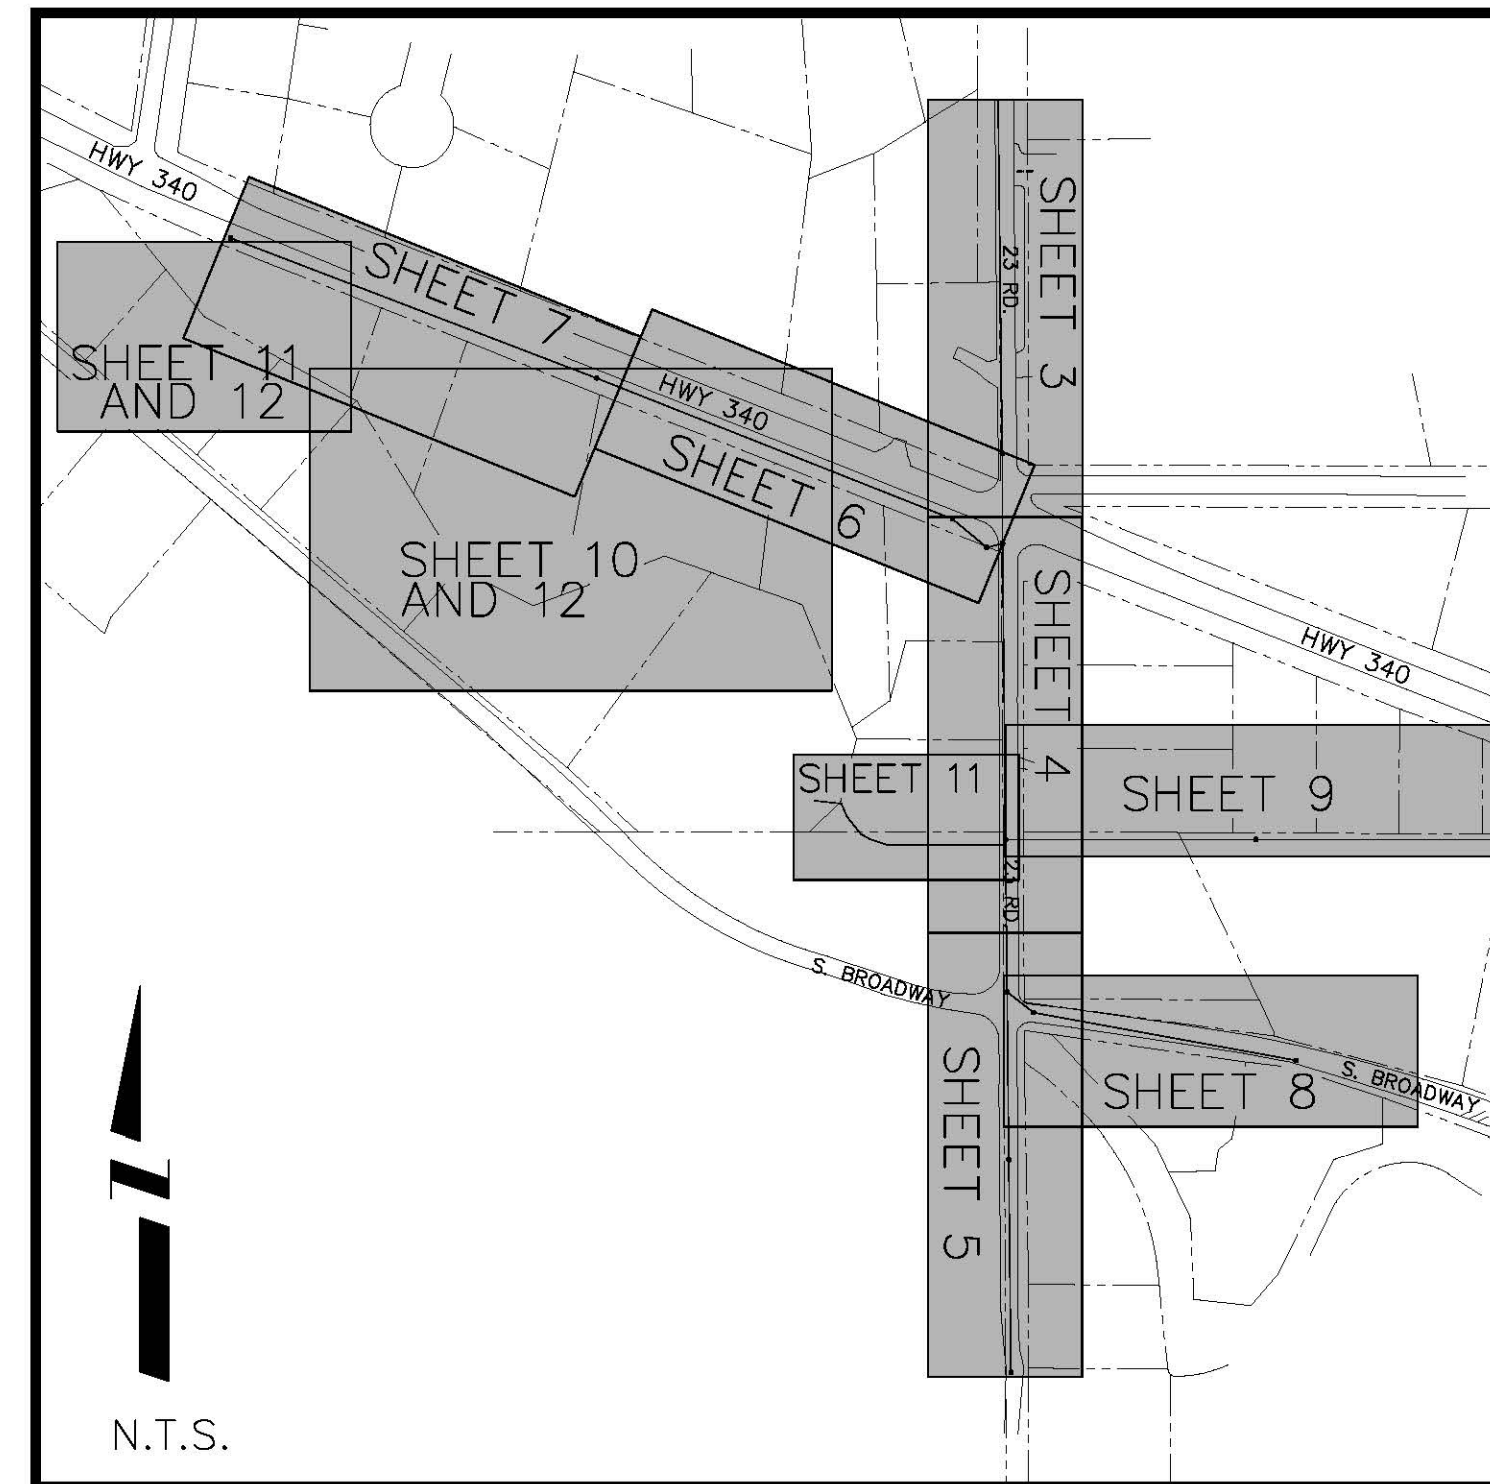 HWY 340
SHEET 7
SHEET 3
23 RD.
SHEET 11
AND 12
HWY 340
SHEET 6
SHEET 10
AND 12
SHEET 4
HWY 340
SHEET 11
SHEET 9
23 RD
S. BROADWAY
SHEET 5
SHEET 8
S. BROADWAY
N.T.S.